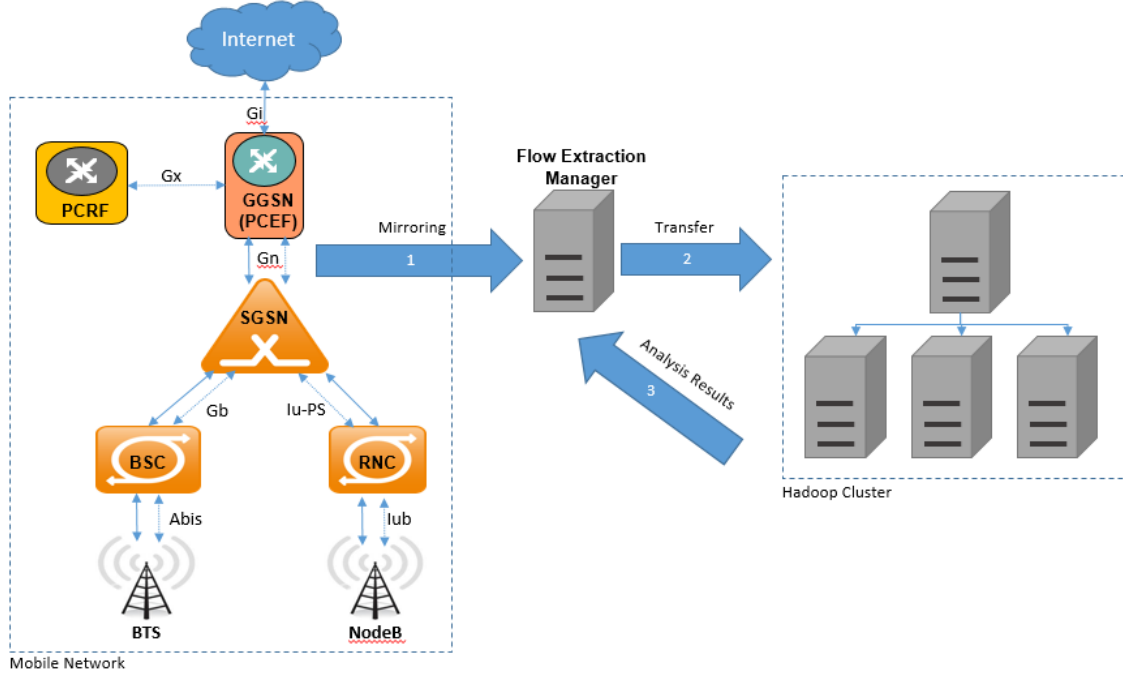 Internet
Gi
PCRF
Gx
GGSN
(PCEF)
Gn
SGSN
Gb
Iu-PS
BSC
RNC
Abis
Iub
BTS
NodeB
Mobile Network
Mirroring
1
Flow Extraction
Manager
Transfer
2
Analysis Results
3
Hadoop Cluster